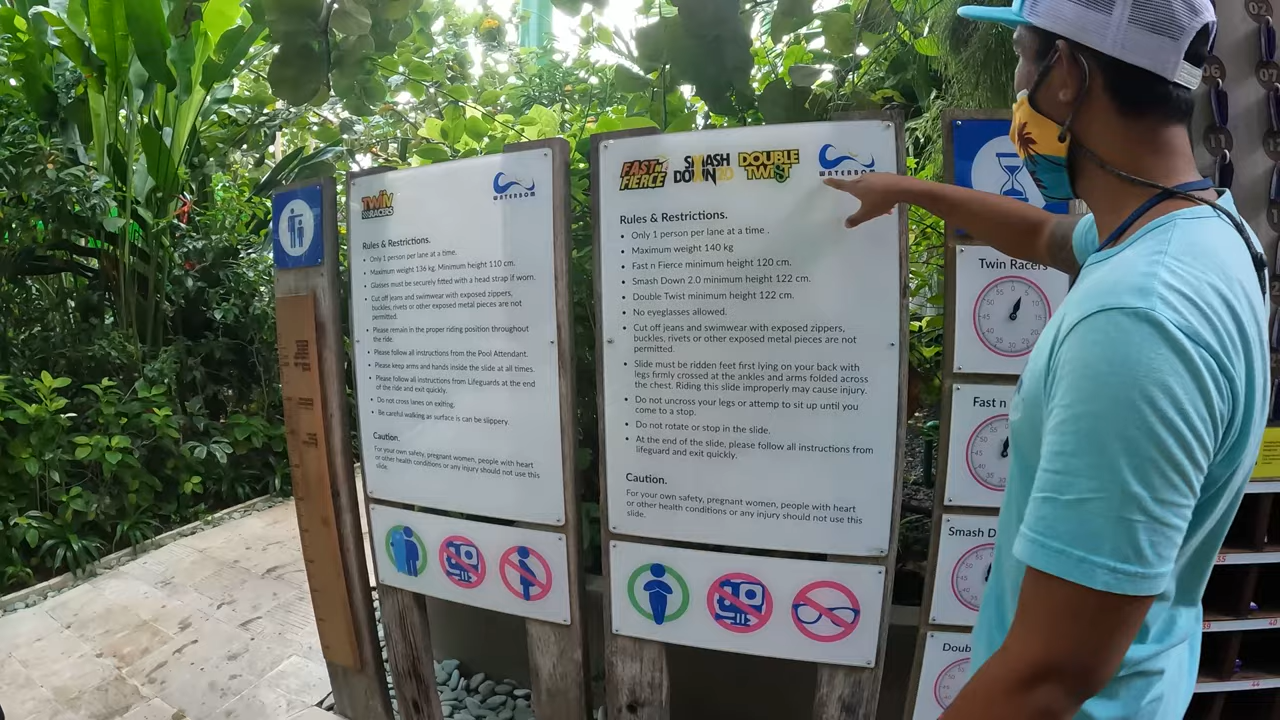 TWIN
RACERS
WATERBOM
Rules & Restrictions.
Only 1 person per lane at a time.
Maximum weight 136 kg. Minimum height 110 cm.
Glasses must be securely fitted with a head strap if worn.
Cut off jeans and swimwear with exposed zippers,
buckles, rivets or other exposed metal pieces are not
permitted.
Please remain in the proper riding position throughout
the ride.
Please follow all instructions from the Pool Attendant.
Please keep arms and hands inside the slide at all times.
Please follow all instructions from Lifeguards at the end
of the ride and exit quickly.
Do not cross lanes on exiting.
Be careful walking as surface is can be slippery.
Caution.
For your own safety, pregnant women, people with heart
or other health conditions or any injury should not use this
slide.
FAST n FIERCE
SMASH DOWN 2.0
DOUBLE TWIST
WATERBOM
Rules & Restrictions.
Only 1 person per lane at a time .
Maximum weight 140 kg
Fast n Fierce minimum height 120 cm.
Smash Down 2.0 minimum height 122 cm.
Double Twist minimum height 122 cm.
No eyeglasses allowed.
Cut off jeans and swimwear with exposed zippers,
buckles, rivets or other exposed metal pieces are not
permitted.
Slide must be ridden feet first lying on your back with
legs firmly crossed at the ankles and arms folded across
the chest. Riding this slide improperly may cause injury.
Do not uncross your legs or attemp to sit up until you
come to a stop.
Do not rotate or stop in the slide.
At the end of the slide, please follow all instructions from
lifeguard and exit quickly.
Caution.
For your own safety, pregnant women, people with heart
or other health conditions or any injury should not use this
slide.
Twin Racers
Fast n
Smash D
Doub
02
06
07